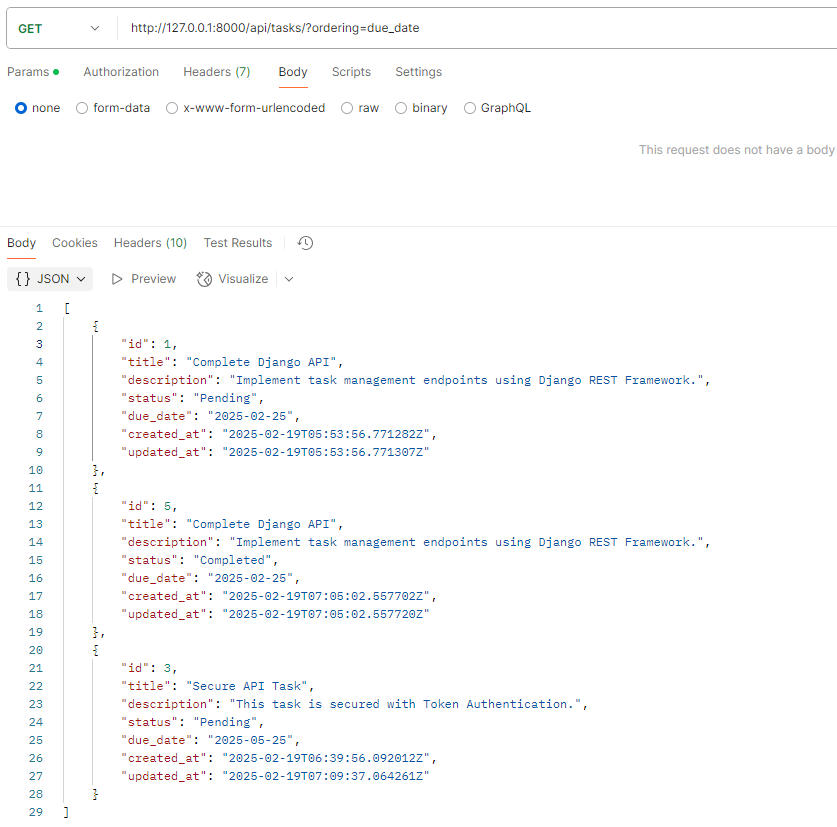 GET http://127.0.0.1:8000/api/tasks/?ordering=due_date
Params Authorization Headers (7) Body Scripts Settings
none form-data x-www-form-urlencoded raw binary GraphQL
This request does not have a body
Body Cookies Headers (10) Test Results
{} JSON Preview Visualize
1 [
2 {
3 "id": 1,
4 "title": "Complete Django API",
5 "description": "Implement task management endpoints using Django REST Framework.",
6 "status": "Pending",
7 "due_date": "2025-02-25",
8 "created_at": "2025-02-19T05:53:56.771282Z",
9 "updated_at": "2025-02-19T05:53:56.771307Z"
10 },
11 {
12 "id": 5,
13 "title": "Complete Django API",
14 "description": "Implement task management endpoints using Django REST Framework.",
15 "status": "Completed",
16 "due_date": "2025-02-25",
17 "created_at": "2025-02-19T07:05:02.557702Z",
18 "updated_at": "2025-02-19T07:05:02.557720Z"
19 },
20 {
21 "id": 3,
22 "title": "Secure API Task",
23 "description": "This task is secured with Token Authentication.",
24 "status": "Pending",
25 "due_date": "2025-05-25",
26 "created_at": "2025-02-19T06:39:56.092012Z",
27 "updated_at": "2025-02-19T07:09:37.064261Z"
28 }
29 ]